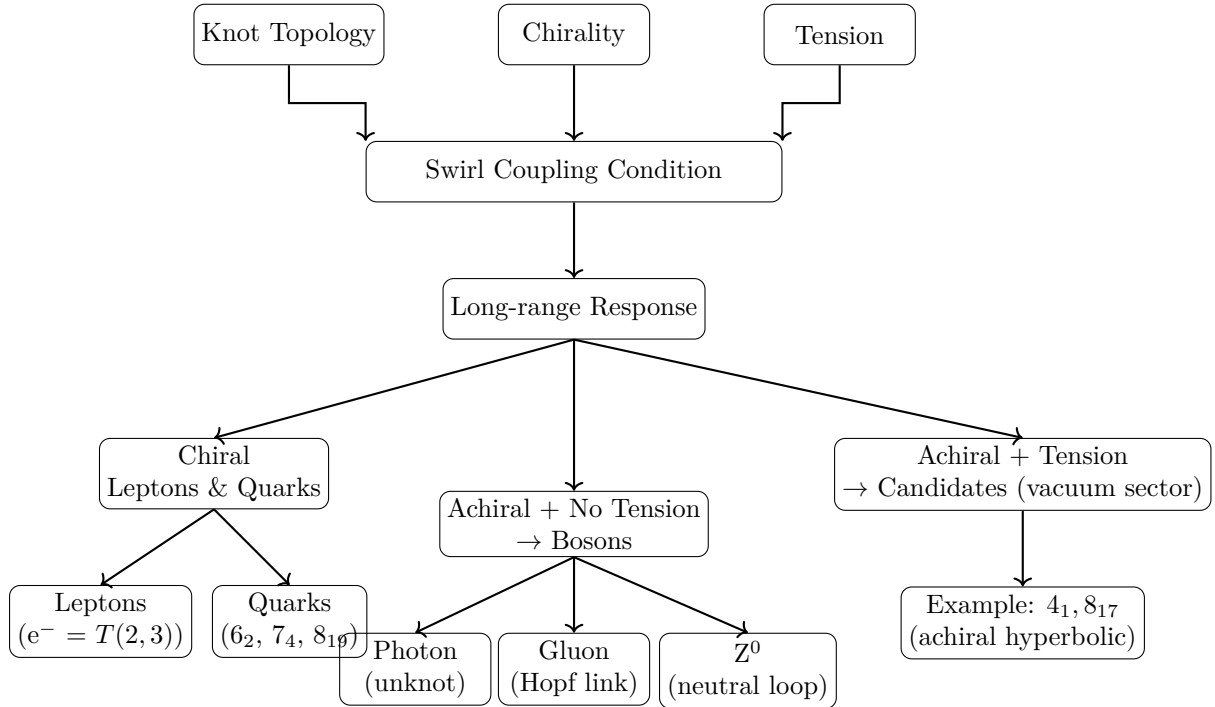 Knot Topology
Chirality
Tension
Swirl Coupling Condition
Long-range Response
Chiral
Leptons & Quarks
Achiral + No Tension
→ Bosons
Achiral + Tension
→ Candidates (vacuum sector)
Leptons
(e⁻ = T(2, 3))
Quarks
(6₂, 7₄, 8₁₉)
Photon
(unknot)
Gluon
(Hopf link)
Z⁰
(neutral loop)
Example: 4₁, 8₁₇
(achiral hyperbolic)